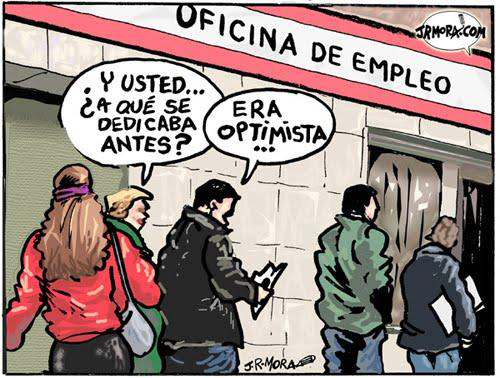 OFICINA DE EMPLEO
JRMORA.COM
¿Y USTED...
¿A QUÉ SE
DEDICABA
ANTES?
ERA
OPTIMISTA
...
J.R.MORA